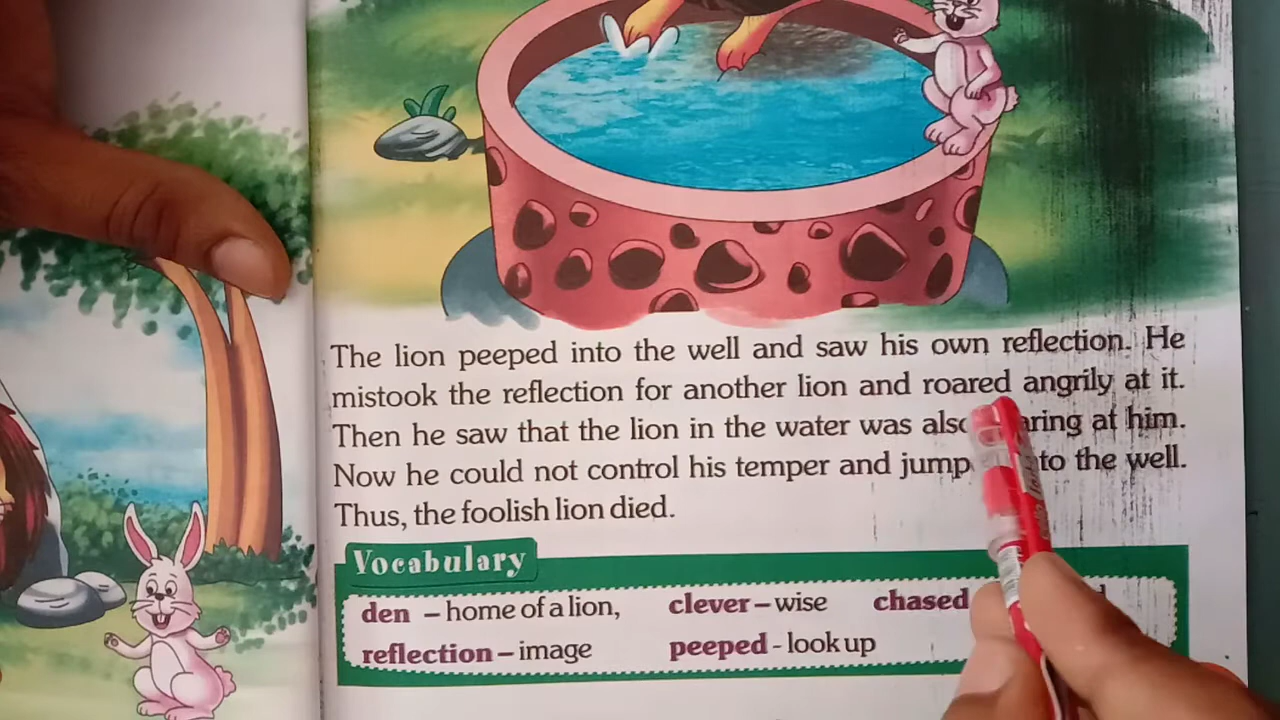 The lion peeped into the well and saw his own reflection. He
mistook the reflection for another lion and roared angrily at it.
Then he saw that the lion in the water was also at him.
Now he could not control his temper and the well.
Thus, the foolish lion died.
Vocabulary
den – home of a lion, clever – wise chased
reflection – image peeped - look up